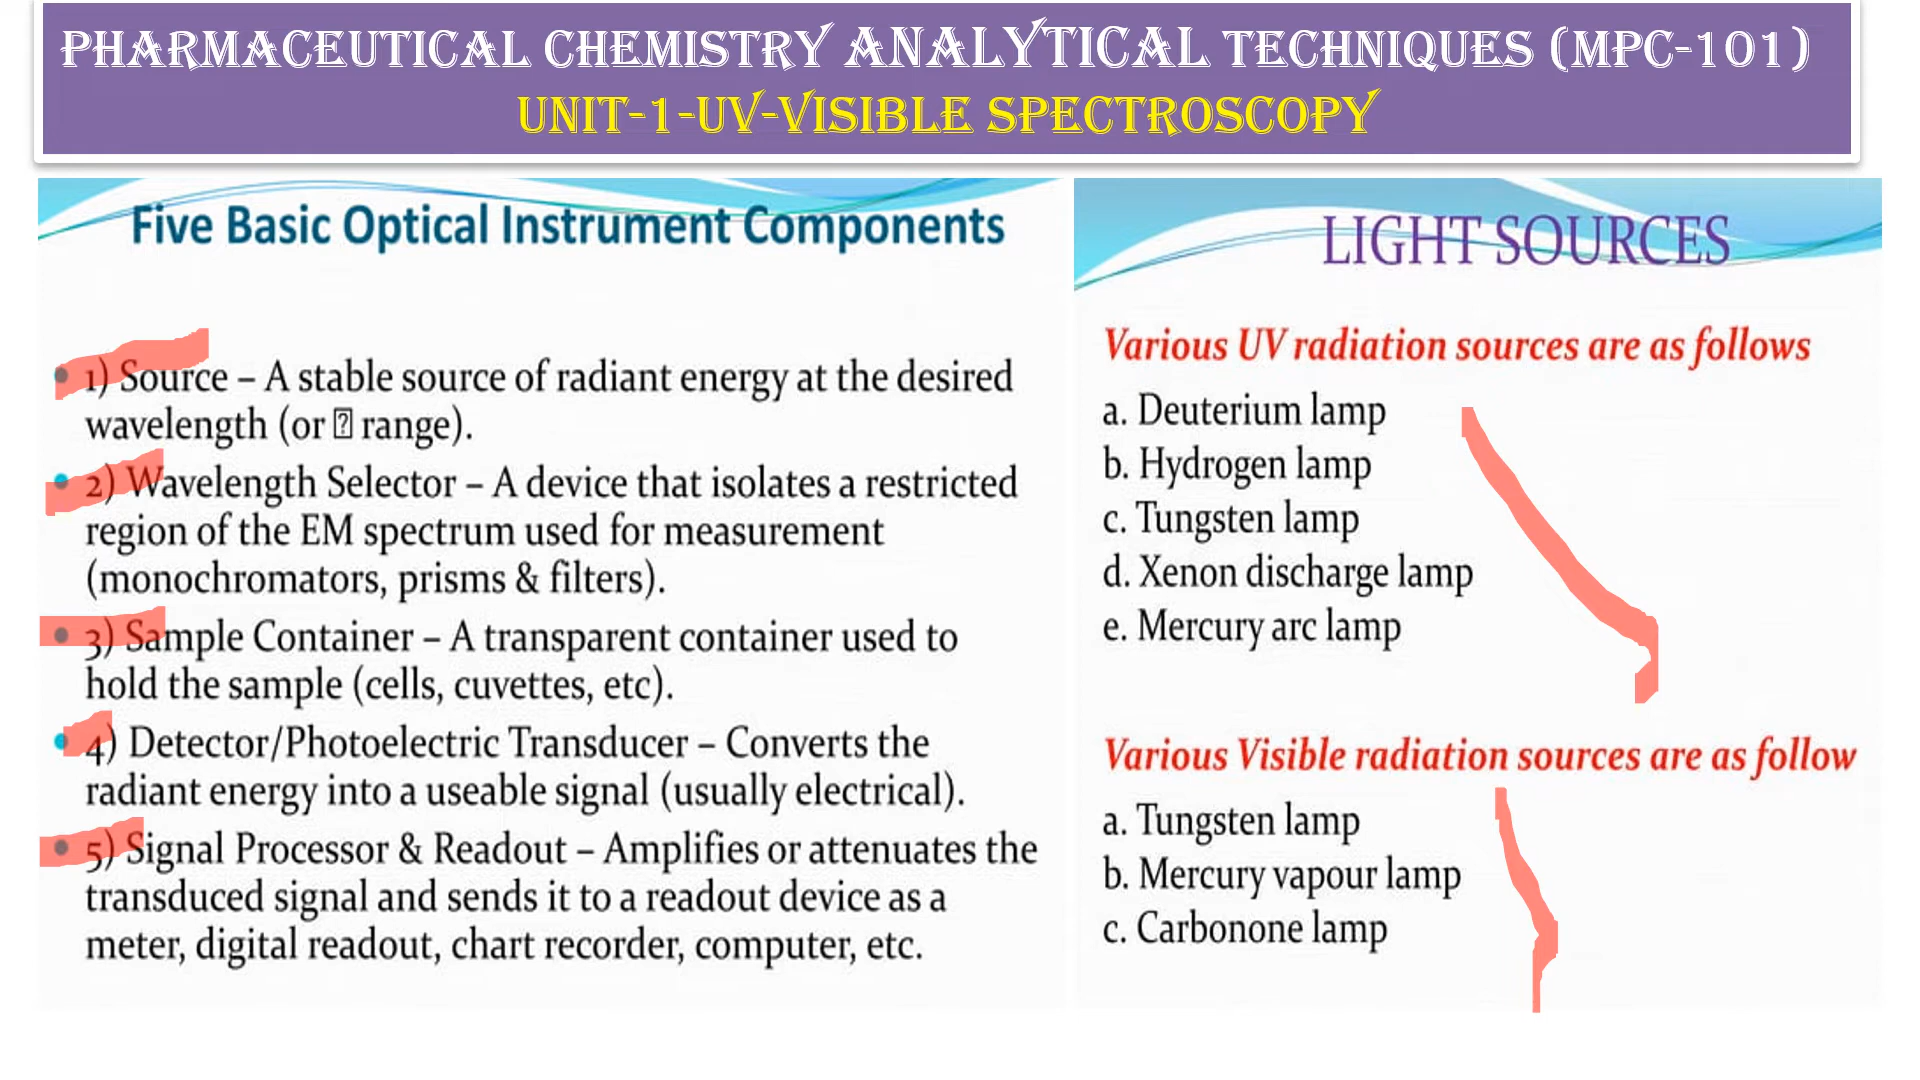 PHARMACEUTICAL CHEMISTRY ANALYTICAL TECHNIQUES (MPC-101)
UNIT-1-UV-VISIBLE SPECTROSCOPY
Five Basic Optical Instrument Components
• 1) Source – A stable source of radiant energy at the desired
wavelength (or � range).
• 2) Wavelength Selector – A device that isolates a restricted
region of the EM spectrum used for measurement
(monochromators, prisms & filters).
• 3) Sample Container – A transparent container used to
hold the sample (cells, cuvettes, etc).
• 4) Detector/Photoelectric Transducer – Converts the
radiant energy into a useable signal (usually electrical).
• 5) Signal Processor & Readout – Amplifies or attenuates the
transduced signal and sends it to a readout device as a
meter, digital readout, chart recorder, computer, etc.
LIGHT SOURCES
Various UV radiation sources are as follows
a. Deuterium lamp
b. Hydrogen lamp
c. Tungsten lamp
d. Xenon discharge lamp
e. Mercury arc lamp
Various Visible radiation sources are as follow
a. Tungsten lamp
b. Mercury vapour lamp
c. Carbonone lamp